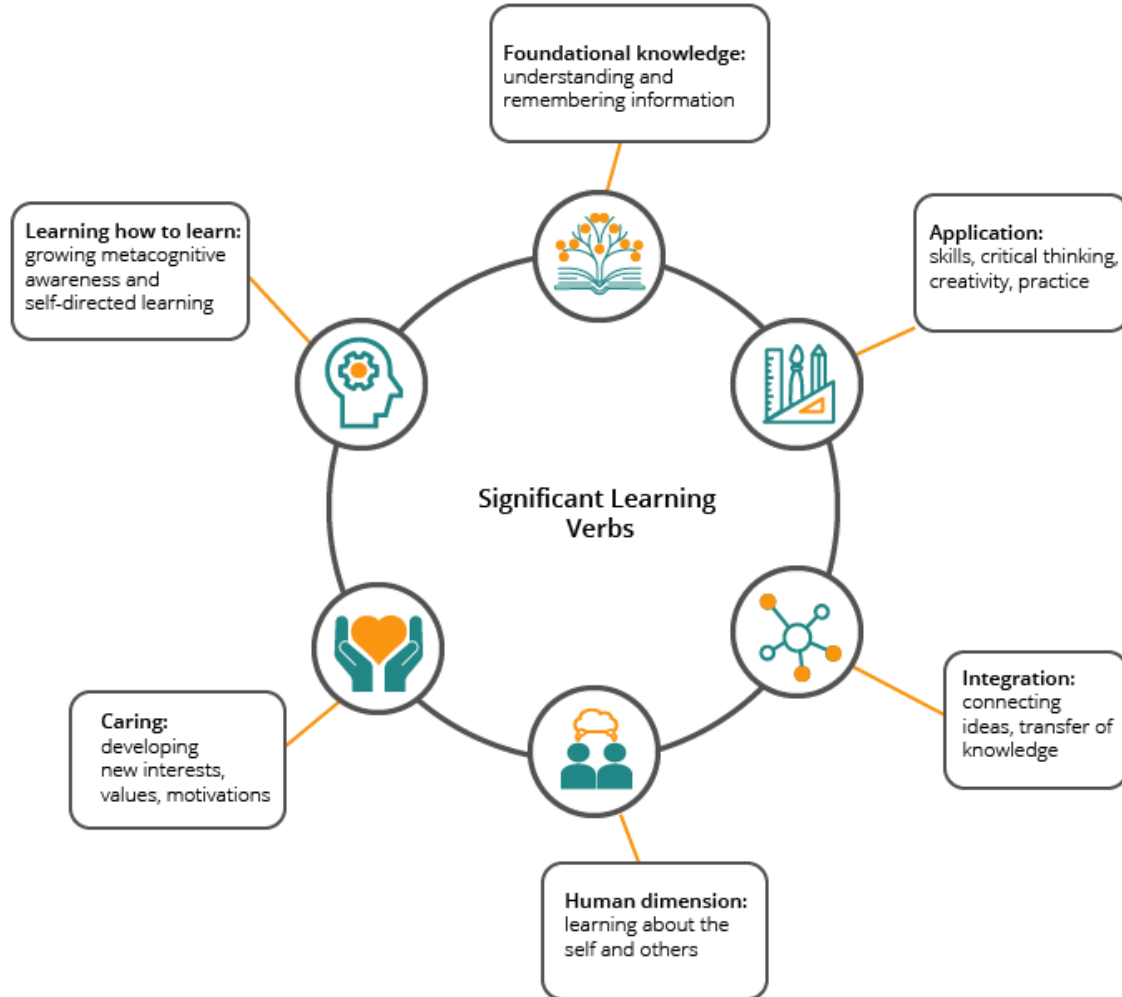 Foundational knowledge:
understanding and
remembering information
Application:
skills, critical thinking,
creativity, practice
Integration:
connecting
ideas, transfer of
knowledge
Human dimension:
learning about the
self and others
Caring:
developing
new interests,
values, motivations
Learning how to learn:
growing metacognitive
awareness and
self-directed learning
Significant Learning
Verbs